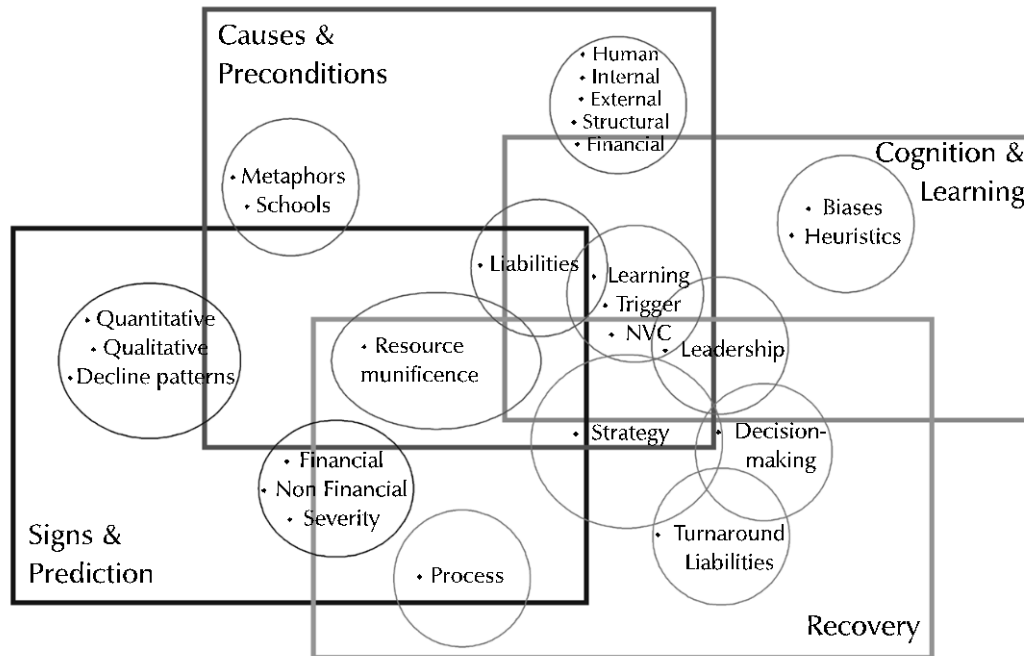 Causes &
Preconditions
• Human
• Internal
• External
• Structural
• Financial
Cognition &
Learning
• Metaphors
• Schools
• Biases
• Heuristics
• Liabilities
• Learning
• Trigger
• NVC
• Leadership
• Quantitative
• Qualitative
• Decline patterns
• Resource
munificence
• Strategy
• Decision-
making
• Financial
• Non Financial
• Severity
• Turnaround
Liabilities
• Process
Signs &
Prediction
Recovery